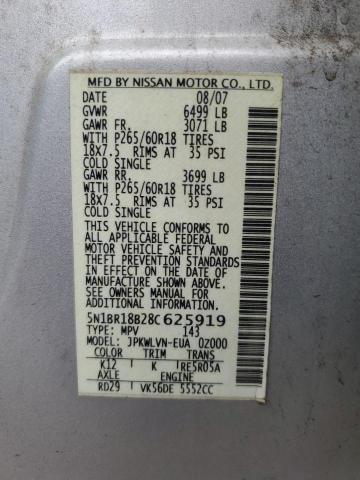 MFD BY NISSAN MOTOR CO., LTD.
DATE 08/07
GVWR 6499 LB
GAWR FR. 3071 LB
WITH P265/60R18 TIRES
18X7.5 RIMS AT 35 PSI
COLD SINGLE
GAWR RR. 3699 LB
WITH P265/60R18 TIRES
18X7.5 RIMS AT 35 PSI
COLD SINGLE
THIS VEHICLE CONFORMS TO
ALL APPLICABLE FEDERAL
MOTOR VEHICLE SAFETY AND
THEFT PREVENTION STANDARDS
IN EFFECT ON THE DATE OF
MANUFACTURE SHOWN ABOVE.
SEE OWNERS MANUAL FOR
ADDITIONAL INFORMATION.
5N1BR18B28C625919
TYPE: MPV 143
MODEL: JPKWLVN-EUA 0Z000
COLOR TRIM TRANS
K12 K RE5R05A
AXLE ENGINE
RD29 VK56DE 5552CC